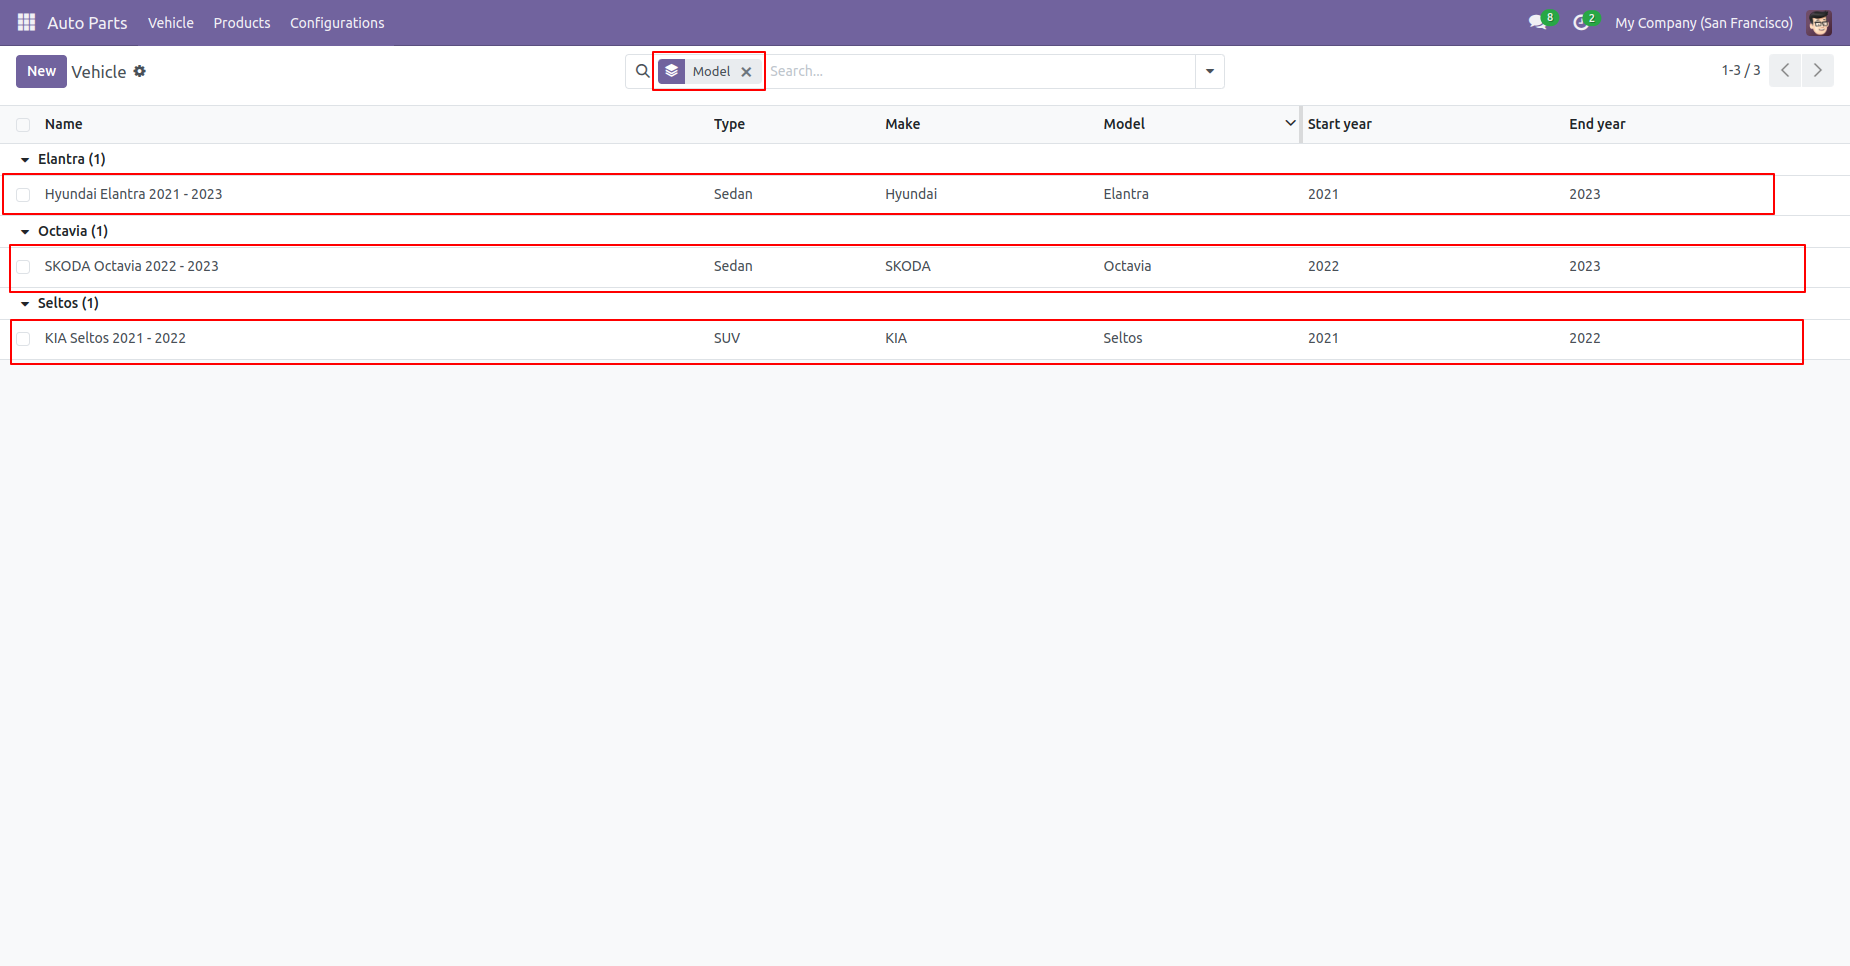 Auto Parts Vehicle Products Configurations 8 2 My Company (San Francisco)
New Vehicle Model Search... 1-3 / 3
Name Type Make Model Start year End year
Elantra (1)
Hyundai Elantra 2021 - 2023 Sedan Hyundai Elantra 2021 2023
Octavia (1)
SKODA Octavia 2022 - 2023 Sedan SKODA Octavia 2022 2023
Seltos (1)
KIA Seltos 2021 - 2022 SUV KIA Seltos 2021 2022